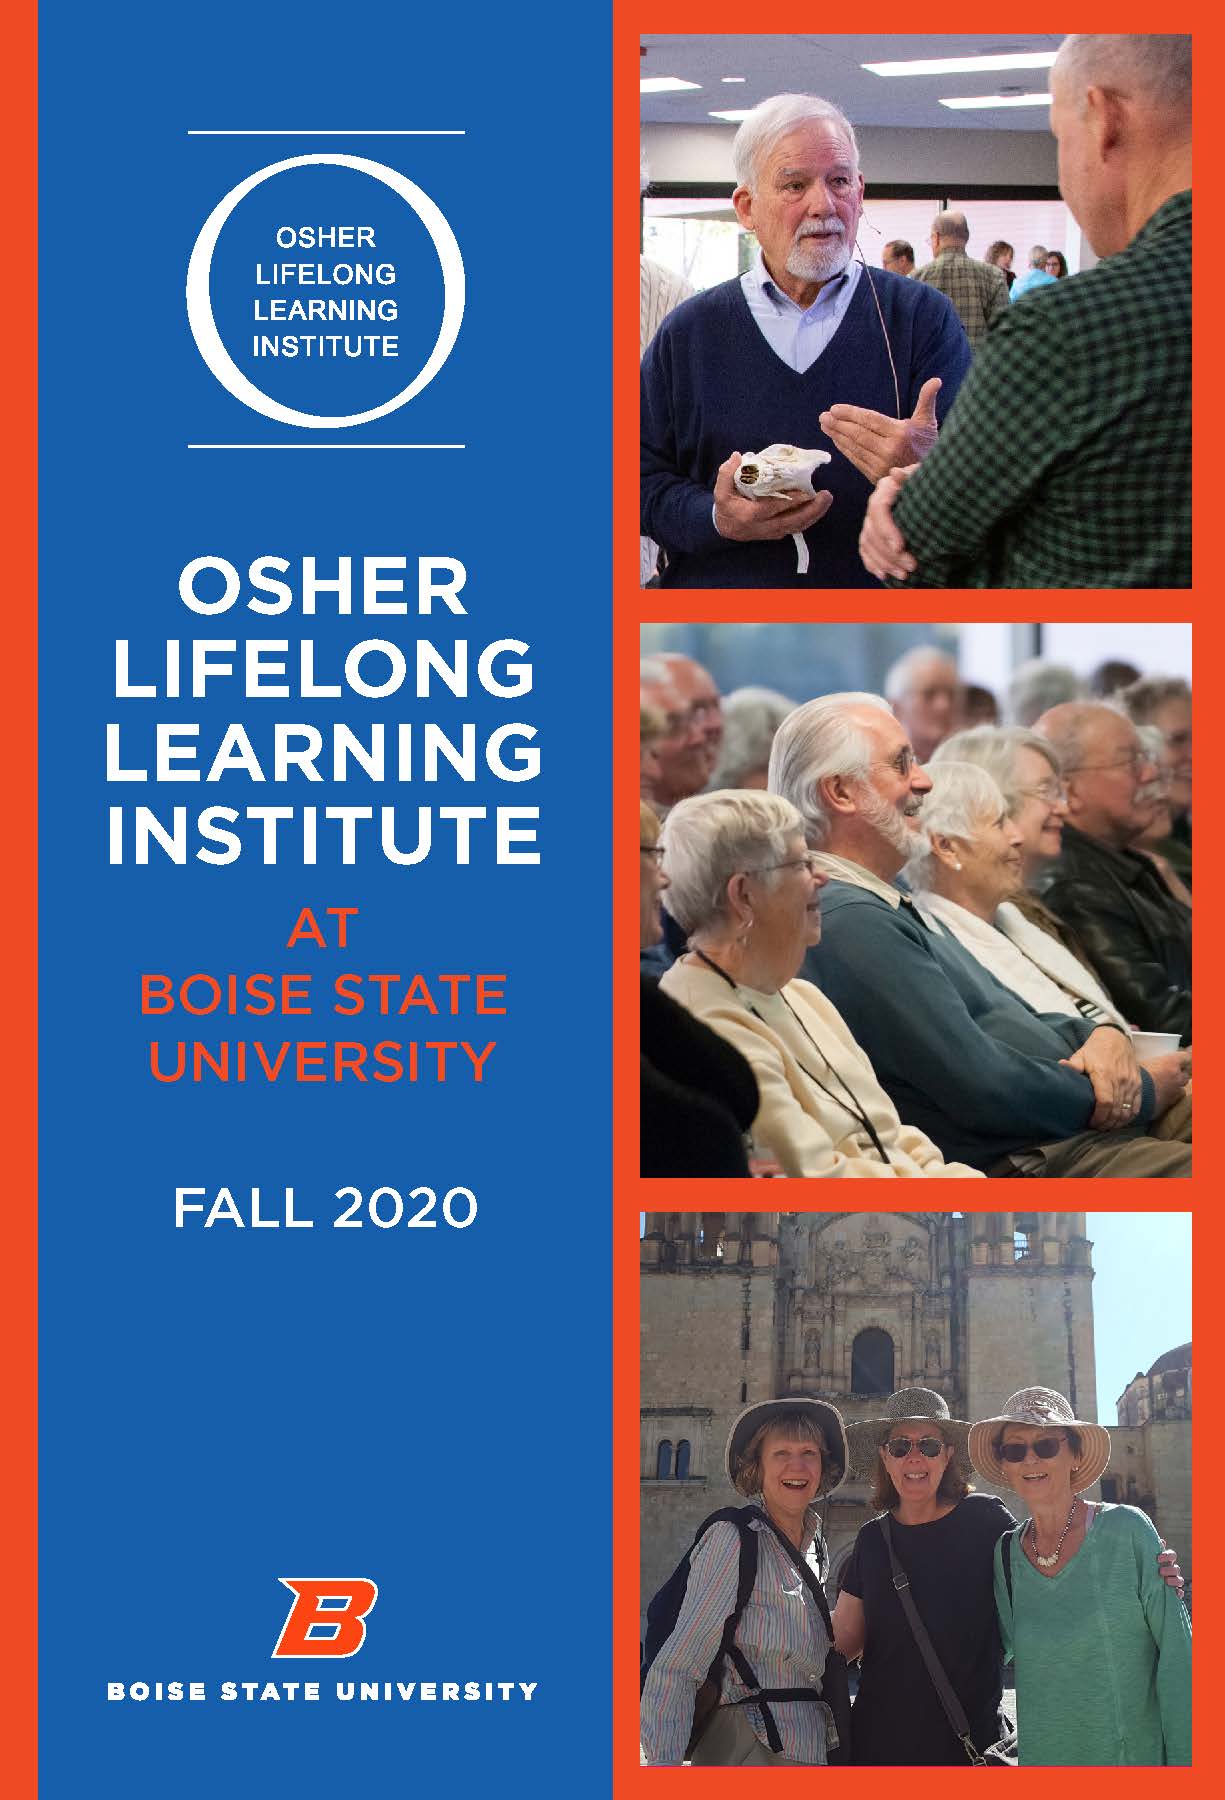 OSHER
LIFELONG
LEARNING
INSTITUTE
OSHER
LIFELONG
LEARNING
INSTITUTE
AT
BOISE STATE
UNIVERSITY
FALL 2020
B
BOISE STATE UNIVERSITY